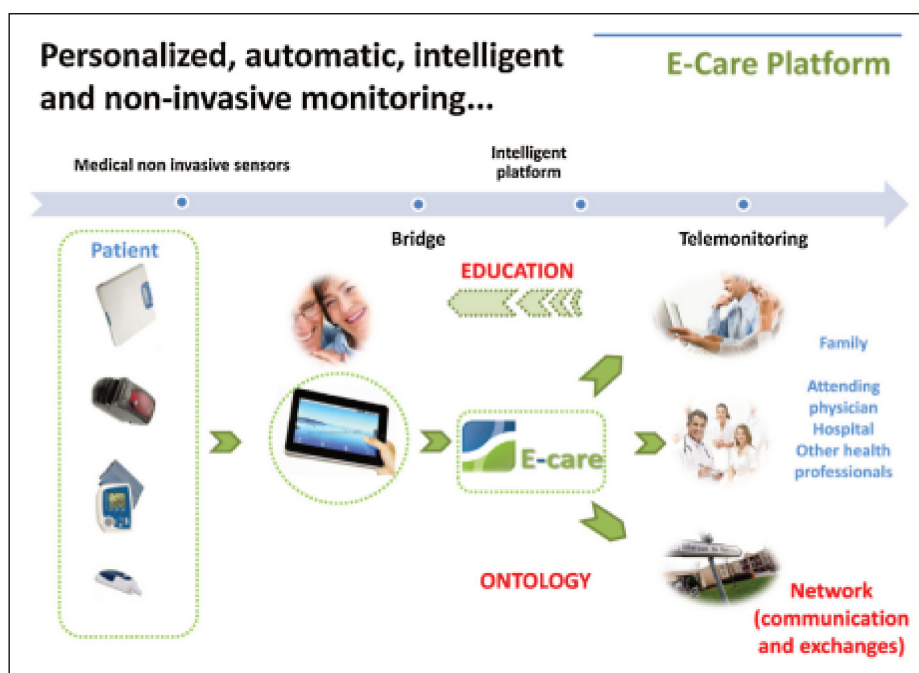 Personalized, automatic, intelligent
and non-invasive monitoring...
E-Care Platform
Medical non invasive sensors
Intelligent
platform
Bridge
Telemonitoring
Patient
EDUCATION
Family
Attending
physician
Hospital
Other health
professionals
E-care
ONTOLOGY
Network
(communication
and exchanges)